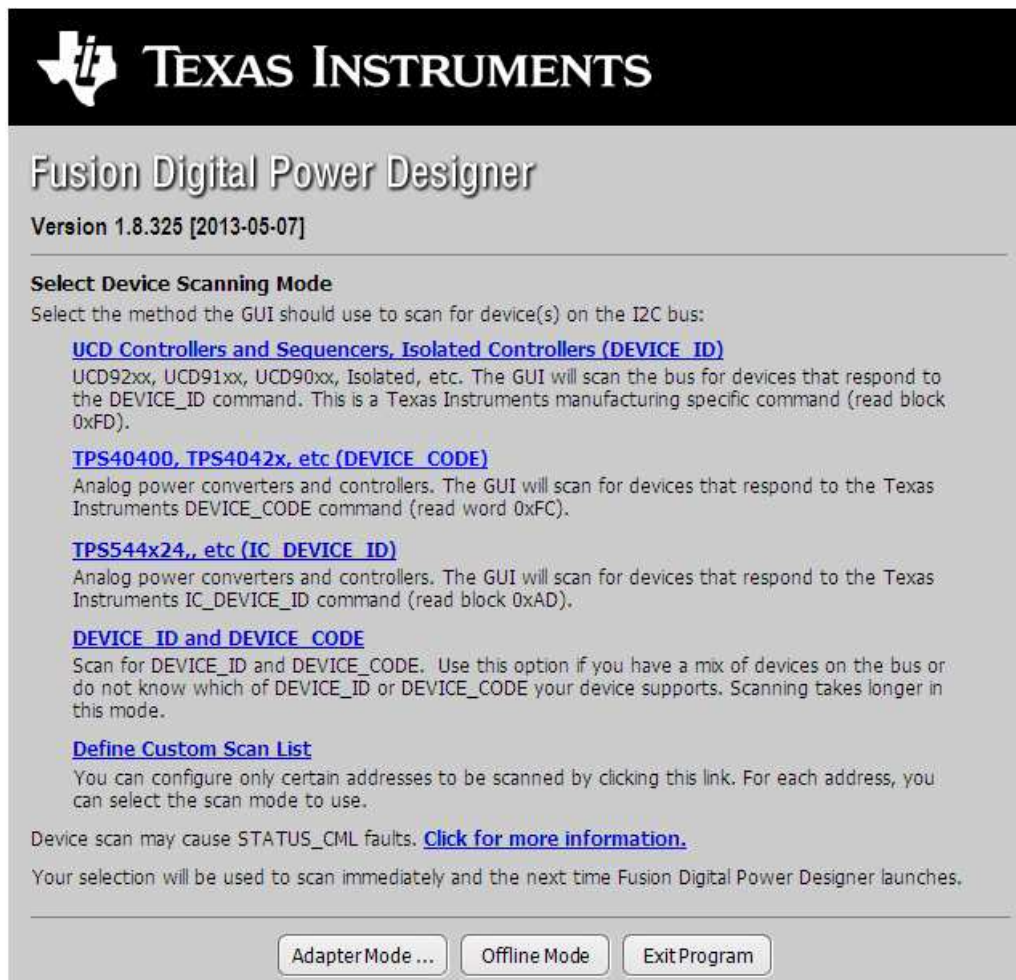 TEXAS INSTRUMENTS
Fusion Digital Power Designer
Version 1.8.325 [2013-05-07]
Select Device Scanning Mode
Select the method the GUI should use to scan for device(s) on the I2C bus:
UCD Controllers and Sequencers, Isolated Controllers (DEVICE_ID)
UCD92xx, UCD91xx, UCD90xx, Isolated, etc. The GUI will scan the bus for devices that respond to
the DEVICE_ID command. This is a Texas Instruments manufacturing specific command (read block
0xFD).
TPS40400, TPS4042x, etc (DEVICE_CODE)
Analog power converters and controllers. The GUI will scan for devices that respond to the Texas
Instruments DEVICE_CODE command (read word 0xFC).
TPS544x24,, etc (IC_DEVICE_ID)
Analog power converters and controllers. The GUI will scan for devices that respond to the Texas
Instruments IC_DEVICE_ID command (read block 0xAD).
DEVICE_ID and DEVICE_CODE
Scan for DEVICE_ID and DEVICE_CODE. Use this option if you have a mix of devices on the bus or
do not know which of DEVICE_ID or DEVICE_CODE your device supports. Scanning takes longer in
this mode.
Define Custom Scan List
You can configure only certain addresses to be scanned by clicking this link. For each address, you
can select the scan mode to use.
Device scan may cause STATUS_CML faults. Click for more information.
Your selection will be used to scan immediately and the next time Fusion Digital Power Designer launches.
Adapter Mode ... Offline Mode Exit Program